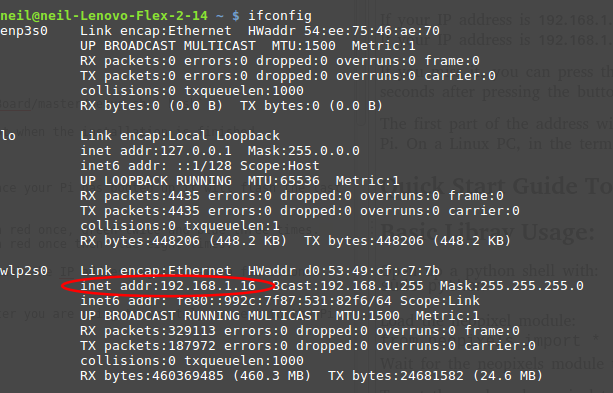 neil@neil-Lenovo-Flex-2-14 ~ $ ifconfig
enp3s0 Link encap:Ethernet HWaddr 54:ee:75:46:ae:70
UP BROADCAST MULTICAST MTU:1500 Metric:1
RX packets:0 errors:0 dropped:0 overruns:0 frame:0
TX packets:0 errors:0 dropped:0 overruns:0 carrier:0
collisions:0 txqueuelen:1000
RX bytes:0 (0.0 B) TX bytes:0 (0.0 B)
lo Link encap:Local Loopback
inet addr:127.0.0.1 Mask:255.0.0.0
inet6 addr: ::1/128 Scope:Host
UP LOOPBACK RUNNING MTU:65536 Metric:1
RX packets:4435 errors:0 dropped:0 overruns:0 frame:0
TX packets:4435 errors:0 dropped:0 overruns:0 carrier:0
collisions:0 txqueuelen:1
RX bytes:448206 (448.2 KB) TX bytes:448206 (448.2 KB)
wlp2s0 Link encap:Ethernet HWaddr d0:53:49:cf:c7:7b
inet addr:192.168.1.16 Bcast:192.168.1.255 Mask:255.255.255.0
inet6 addr: fe80::992c:7f87:531:82f6/64 Scope:Link
UP BROADCAST RUNNING MULTICAST MTU:1500 Metric:1
RX packets:329113 errors:0 dropped:0 overruns:0 frame:0
TX packets:187972 errors:0 dropped:0 overruns:0 carrier:0
collisions:0 txqueuelen:1000
RX bytes:460369485 (460.3 MB) TX bytes:24681582 (24.6 MB)